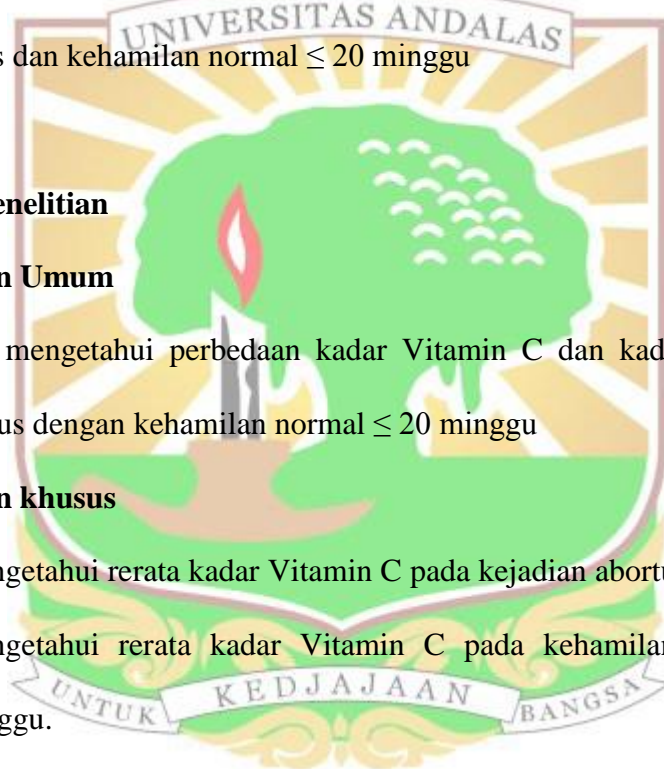 UNIVERSITAS ANDALAS
s dan kehamilan normal ≤ 20 minggu
enelitian
n Umum
mengetahui perbedaan kadar Vitamin C dan kad
us dengan kehamilan normal ≤ 20 minggu
n khusus
ngetahui rerata kadar Vitamin C pada kejadian abortu
ngetahui rerata kadar Vitamin C pada kehamilan
nggu.
UNTUK KEDJAJAAN BANGSA